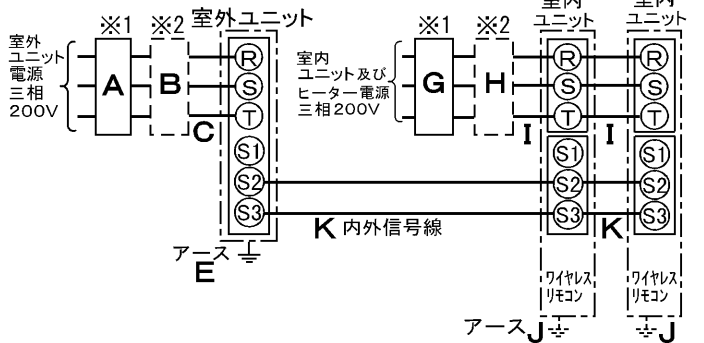 ※1
※2
室外ユニット
室外
ユニット
電源
三相
200V
A
B
C
R
S
T
S1
S2
S3
アース
E
※1
※2
室内
ユニット及び
ヒーター電源
三相200V
G
H
I
I
室内
ユニット
R
S
T
S1
S2
S3
室内
ユニット
R
S
T
S1
S2
S3
K 内外信号線
K
ワイヤレス
リモコン
ワイヤレス
リモコン
アース J
J